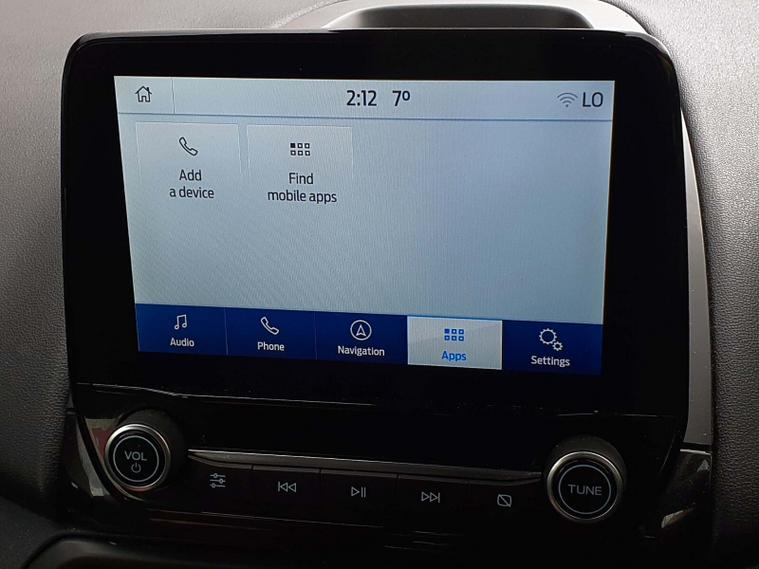 2:12 7º LO
Add
a device
Find
mobile apps
Audio
Phone
Navigation
Apps
Settings
VOL
TUNE